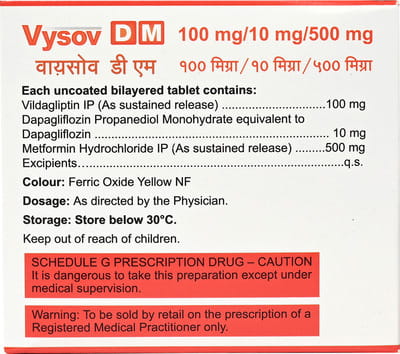 Vysov DM 100 mg/10 mg/500 mg
वायसोव डी एम १०० मिग्रा/१० मिग्रा/५०० मिग्रा
Each uncoated bilayered tablet contains:
Vildagliptin IP (As sustained release) ........................100 mg
Dapagliflozin Propanediol Monohydrate equivalent to
Dapagliflozin ....................................................... 10 mg
Metformin Hydrochloride IP (As sustained release) ........500 mg
Excipients.............................................................q.s.
Colour: Ferric Oxide Yellow NF
Dosage: As directed by the Physician.
Storage: Store below 30°C.
Keep out of reach of children.
SCHEDULE G PRESCRIPTION DRUG – CAUTION
It is dangerous to take this preparation except under
medical supervision.
Warning: To be sold by retail on the prescription of a
Registered Medical Practitioner only.